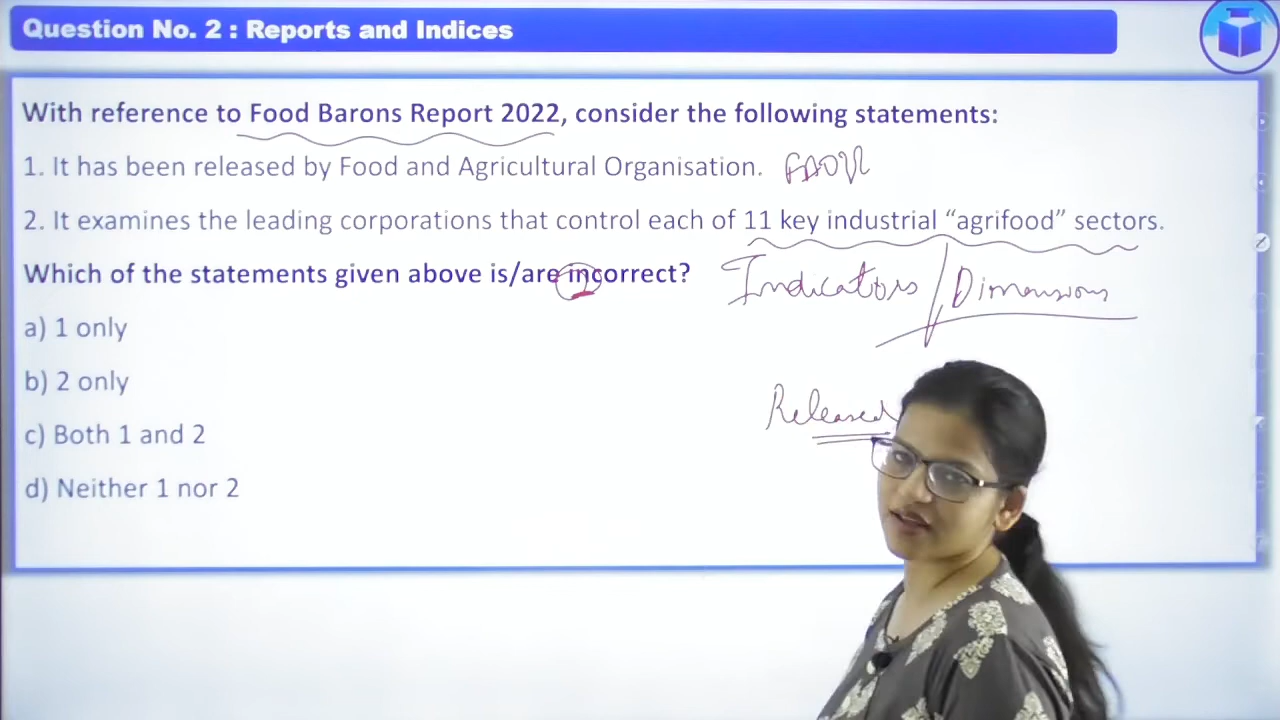 Question No. 2 : Reports and Indices
With reference to Food Barons Report 2022, consider the following statements:
1. It has been released by Food and Agricultural Organisation. FAO
2. It examines the leading corporations that control each of 11 key industrial “agrifood” sectors.
Which of the statements given above is/are incorrect? Indicators / Dimensions
a) 1 only
b) 2 only
Released
c) Both 1 and 2
d) Neither 1 nor 2